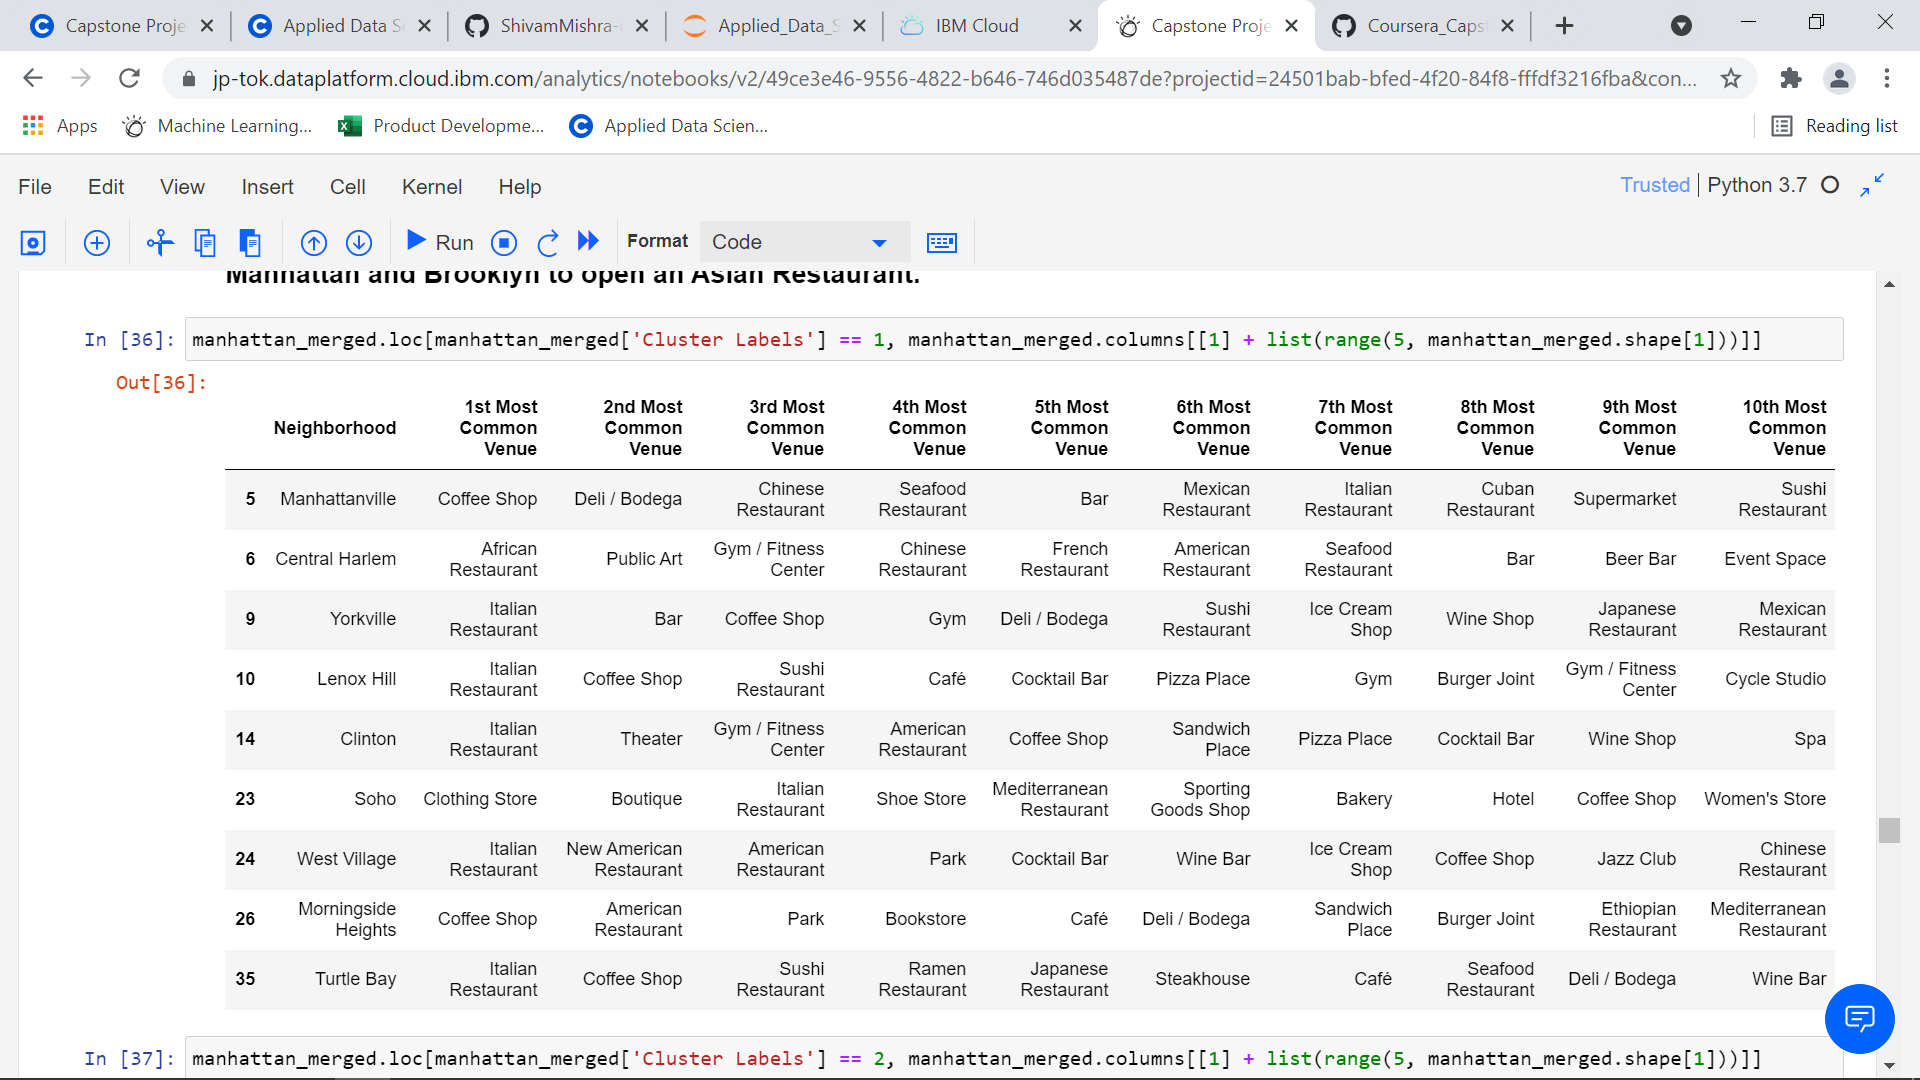 Capstone Proje
Applied Data S
ShivamMishra-
Applied_Data_S
IBM Cloud
Capstone Proje
Coursera_Caps
jp-tok.dataplatform.cloud.ibm.com/analytics/notebooks/v2/49ce3e46-9556-4822-b646-746d035487de?projectid=24501bab-bfed-4f20-84f8-fffdf3216fba&con...
Apps
Machine Learning...
Product Developme...
Applied Data Scien...
Reading list
File Edit View Insert Cell Kernel Help
Trusted | Python 3.7
Run
Format
Code
Manhattan and Brooklyn to open an Asian Restaurant.
In [36]: manhattan_merged.loc[manhattan_merged['Cluster Labels'] == 1, manhattan_merged.columns[[1] + list(range(5, manhattan_merged.shape[1]))]]
Out[36]:
Neighborhood 1st Most Common Venue 2nd Most Common Venue 3rd Most Common Venue 4th Most Common Venue 5th Most Common Venue 6th Most Common Venue 7th Most Common Venue 8th Most Common Venue 9th Most Common Venue 10th Most Common Venue
5 Manhattanville Coffee Shop Deli / Bodega Chinese Restaurant Seafood Restaurant Bar Mexican Restaurant Italian Restaurant Cuban Restaurant Supermarket Sushi Restaurant
6 Central Harlem African Restaurant Public Art Gym / Fitness Center Chinese Restaurant French Restaurant American Restaurant Seafood Restaurant Bar Beer Bar Event Space
9 Yorkville Italian Restaurant Bar Coffee Shop Gym Deli / Bodega Sushi Restaurant Ice Cream Shop Wine Shop Japanese Restaurant Mexican Restaurant
10 Lenox Hill Italian Restaurant Coffee Shop Sushi Restaurant Café Cocktail Bar Pizza Place Gym Burger Joint Gym / Fitness Center Cycle Studio
14 Clinton Italian Restaurant Theater Gym / Fitness Center American Restaurant Coffee Shop Sandwich Place Pizza Place Cocktail Bar Wine Shop Spa
23 Soho Clothing Store Boutique Italian Restaurant Shoe Store Mediterranean Restaurant Sporting Goods Shop Bakery Hotel Coffee Shop Women's Store
24 West Village Italian Restaurant New American Restaurant American Restaurant Park Cocktail Bar Wine Bar Ice Cream Shop Coffee Shop Jazz Club Chinese Restaurant
26 Morningside Heights Coffee Shop American Restaurant Park Bookstore Café Deli / Bodega Sandwich Place Burger Joint Ethiopian Restaurant Mediterranean Restaurant
35 Turtle Bay Italian Restaurant Coffee Shop Sushi Restaurant Ramen Restaurant Japanese Restaurant Steakhouse Café Seafood Restaurant Deli / Bodega Wine Bar
In [37]: manhattan_merged.loc[manhattan_merged['Cluster Labels'] == 2, manhattan_merged.columns[[1] + list(range(5, manhattan_merged.shape[1]))]]